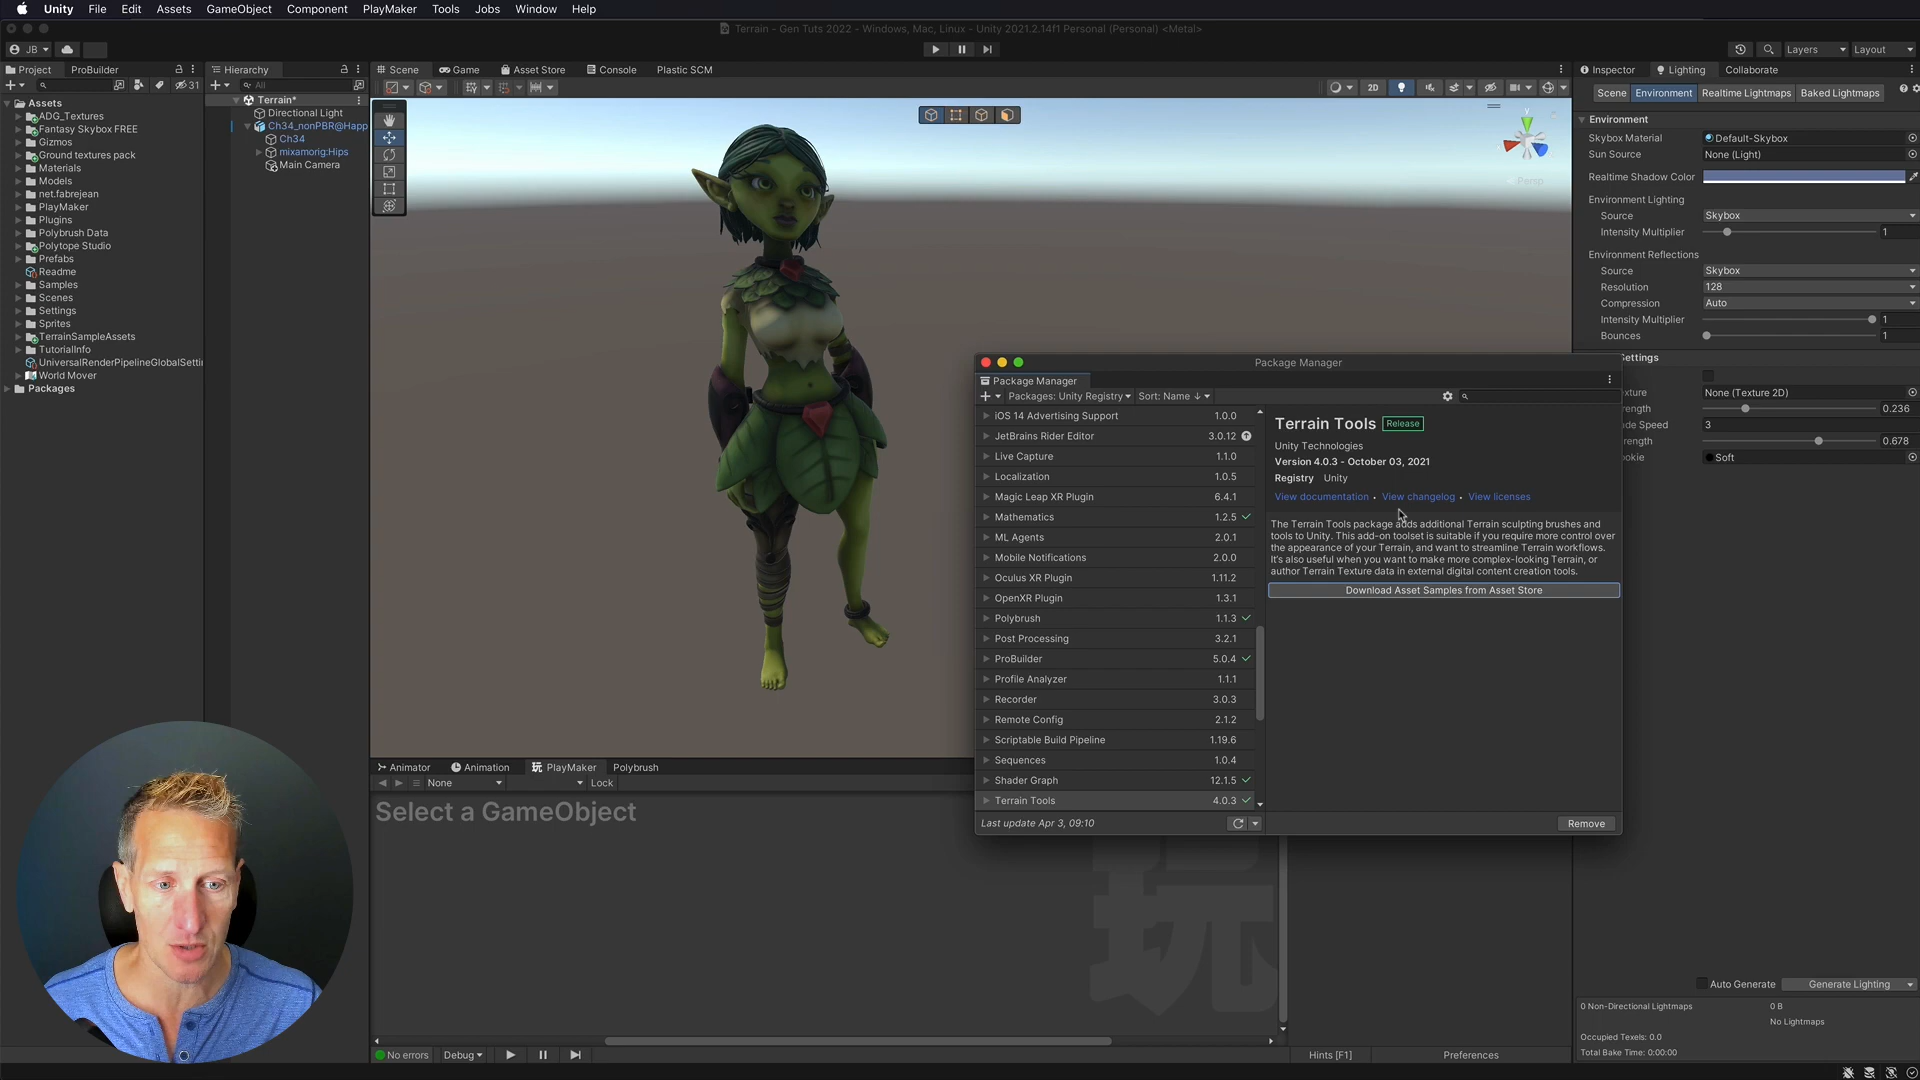 Unity File Edit Assets GameObject Component PlayMaker Tools Jobs Window Help
Terrain - Gen Tuts 2022 - Windows, Mac, Linux - Unity 2021.2.14f1 Personal (Personal) <Metal>
JB
Layers Layout
Project ProBuilder
31
Assets
ADG_Textures
Fantasy Skybox FREE
Gizmos
Ground textures pack
Materials
Models
net.fabrejean
PlayMaker
Plugins
Polybrush Data
Polytope Studio
Prefabs
Readme
Samples
Scenes
Settings
Sprites
TerrainSampleAssets
TutorialInfo
UniversalRenderPipelineGlobalSetti
World Mover
Packages
Hierarchy
All
Terrain*
Directional Light
Ch34_nonPBR@Happ
Ch34
mixamorig:Hips
Main Camera
Scene Game Asset Store Console Plastic SCM
2D
y
Persp
Inspector Lighting Collaborate
Scene Environment Realtime Lightmaps Baked Lightmaps
Environment
Skybox Material Default-Skybox
Sun Source None (Light)
Realtime Shadow Color
Environment Lighting
Source Skybox
Intensity Multiplier 1
Environment Reflections
Source Skybox
Resolution 128
Compression Auto
Intensity Multiplier 1
Bounces 1
Settings
xture None (Texture 2D)
rength 0.236
ade Speed 3
trength 0.678
ookie Soft
Package Manager
Package Manager
Packages: Unity Registry Sort: Name ↓
iOS 14 Advertising Support 1.0.0
JetBrains Rider Editor 3.0.12
Live Capture 1.1.0
Localization 1.0.5
Magic Leap XR Plugin 6.4.1
Mathematics 1.2.5
ML Agents 2.0.1
Mobile Notifications 2.0.0
Oculus XR Plugin 1.11.2
OpenXR Plugin 1.3.1
Polybrush 1.1.3
Post Processing 3.2.1
ProBuilder 5.0.4
Profile Analyzer 1.1.1
Recorder 3.0.3
Remote Config 2.1.2
Scriptable Build Pipeline 1.19.6
Sequences 1.0.4
Shader Graph 12.1.5
Terrain Tools 4.0.3
Last update Apr 3, 09:10
Terrain Tools Release
Unity Technologies
Version 4.0.3 - October 03, 2021
Registry Unity
View documentation • View changelog • View licenses
The Terrain Tools package adds additional Terrain sculpting brushes and
tools to Unity. This add-on toolset is suitable if you require more control over
the appearance of your Terrain, and want to streamline Terrain workflows.
It's also useful when you want to make more complex-looking Terrain, or
author Terrain Texture data in external digital content creation tools.
Download Asset Samples from Asset Store
Remove
Animator Animation PlayMaker Polybrush
None Lock
Select a GameObject
玩
No errors Debug
Hints [F1] Preferences
Auto Generate Generate Lighting
0 Non-Directional Lightmaps 0 B
No Lightmaps
Occupied Texels: 0.0
Total Bake Time: 0:00:00